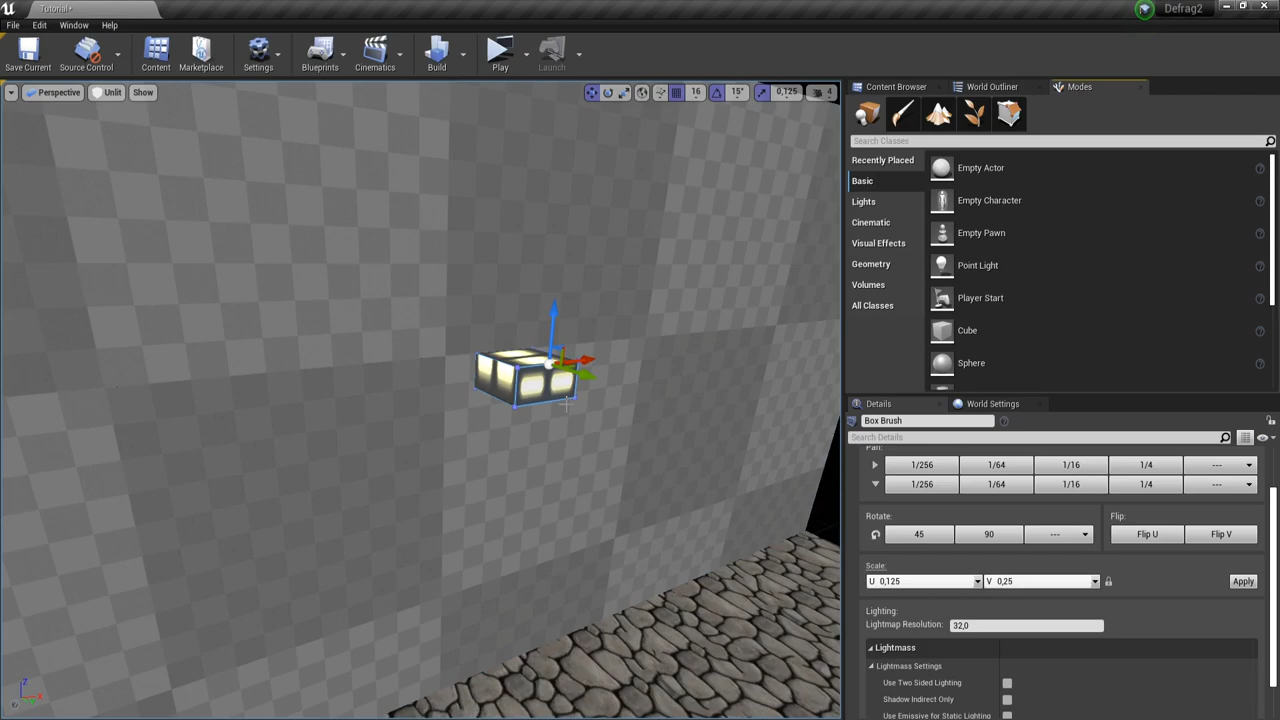 Tutorial*
Defrag2
File Edit Window Help
Save Current Source Control Content Marketplace Settings Blueprints Cinematics Build Play Launch
Perspective Unlit Show 16 15° 0,125 4
Content Browser World Outliner Modes
Search Classes
Recently Placed
Basic
Lights
Cinematic
Visual Effects
Geometry
Volumes
All Classes
Empty Actor
Empty Character
Empty Pawn
Point Light
Player Start
Cube
Sphere
Details World Settings
Box Brush
Search Details
Pan:
1/256 1/64 1/16 1/4 ---
1/256 1/64 1/16 1/4 ---
Rotate: Flip:
45 90 --- Flip U Flip V
Scale:
U 0,125 V 0,25 Apply
Lighting:
Lightmap Resolution: 32,0
Lightmass
Lightmass Settings
Use Two Sided Lighting
Shadow Indirect Only
Use Emissive for Static Lighting
Z
X